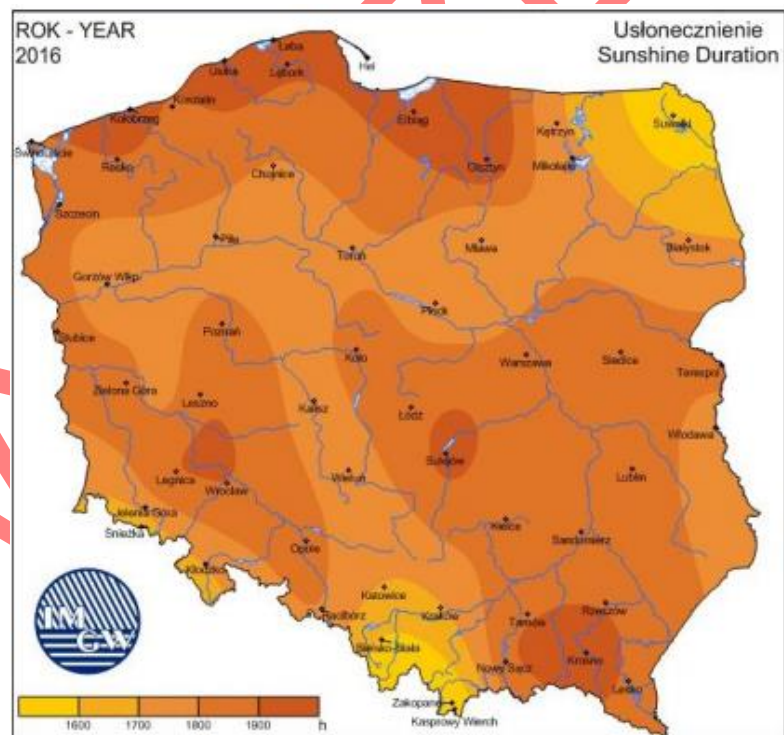 ROK - YEAR
2016
Usłonecznienie
Sunshine Duration
Łeba
Hel
Ustka
Lębork
Koszalin
Kołobrzeg
Elbląg
Kętrzyn
Suwałki
Świnoujście
Resko
Chojnice
Olsztyn
Mikołajki
Szczecin
Piła
Toruń
Mława
Białystok
Gorzów Wlkp.
Płock
Słubice
Poznań
Koło
Warszawa
Siedlce
Terespol
Zielona Góra
Leszno
Kalisz
Łódź
Włodawa
Sulejów
Legnica
Wrocław
Wieluń
Lublin
Jelenia Góra
Śnieżka
Kielce
Sandomierz
Opole
Kłodzko
Katowice
Racibórz
Kraków
Tarnów
Rzeszów
Bielsko-Biała
Nowy Sącz
Krosno
Lesko
Zakopane
Kasprowy Wierch
IM
GW
1600 1700 1800 1900 h